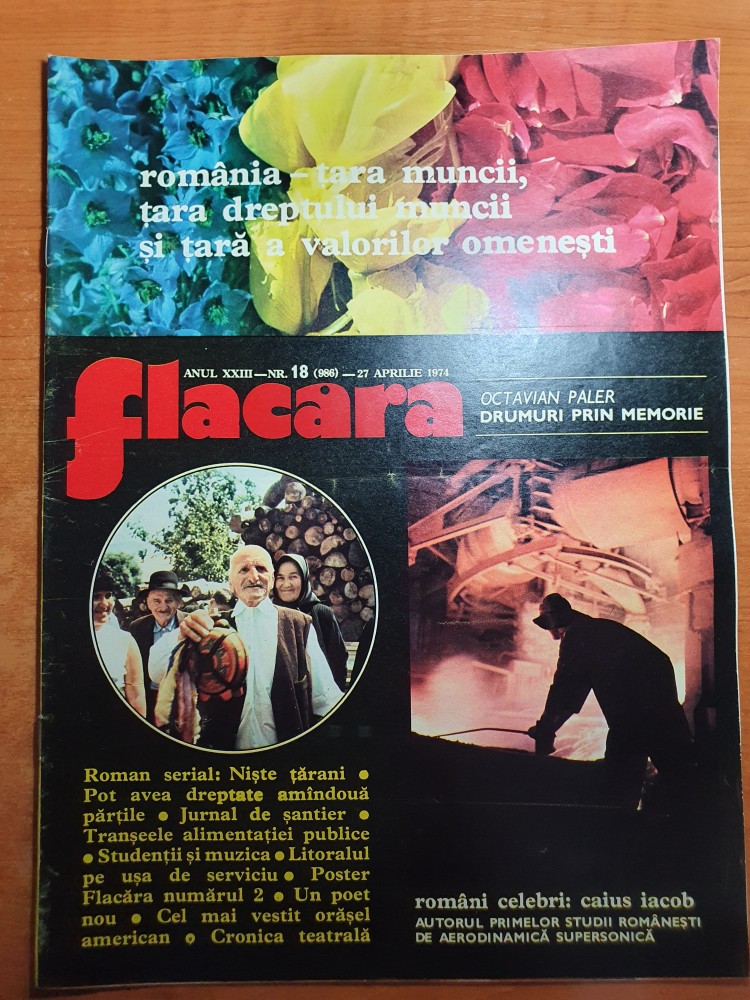 românia – țara muncii,
țara dreptului muncii
și țară a valorilor omenești
ANUL XXIII — NR. 18 (986) — 27 APRILIE 1974
flacara
OCTAVIAN PALER
DRUMURI PRIN MEMORIE
Roman serial: Niște țărani ●
Pot avea dreptate amîndouă
părțile ● Jurnal de șantier ●
Tranșeele alimentației publice
● Studenții și muzica ● Litoralul
pe ușa de serviciu ● Poster
Flacăra numărul 2 ● Un poet
nou ● Cel mai vestit orășel
american ● Cronica teatrală
români celebri: caius iacob
AUTORUL PRIMELOR STUDII ROMÂNEȘTI
DE AERODINAMICĂ SUPERSONICĂ